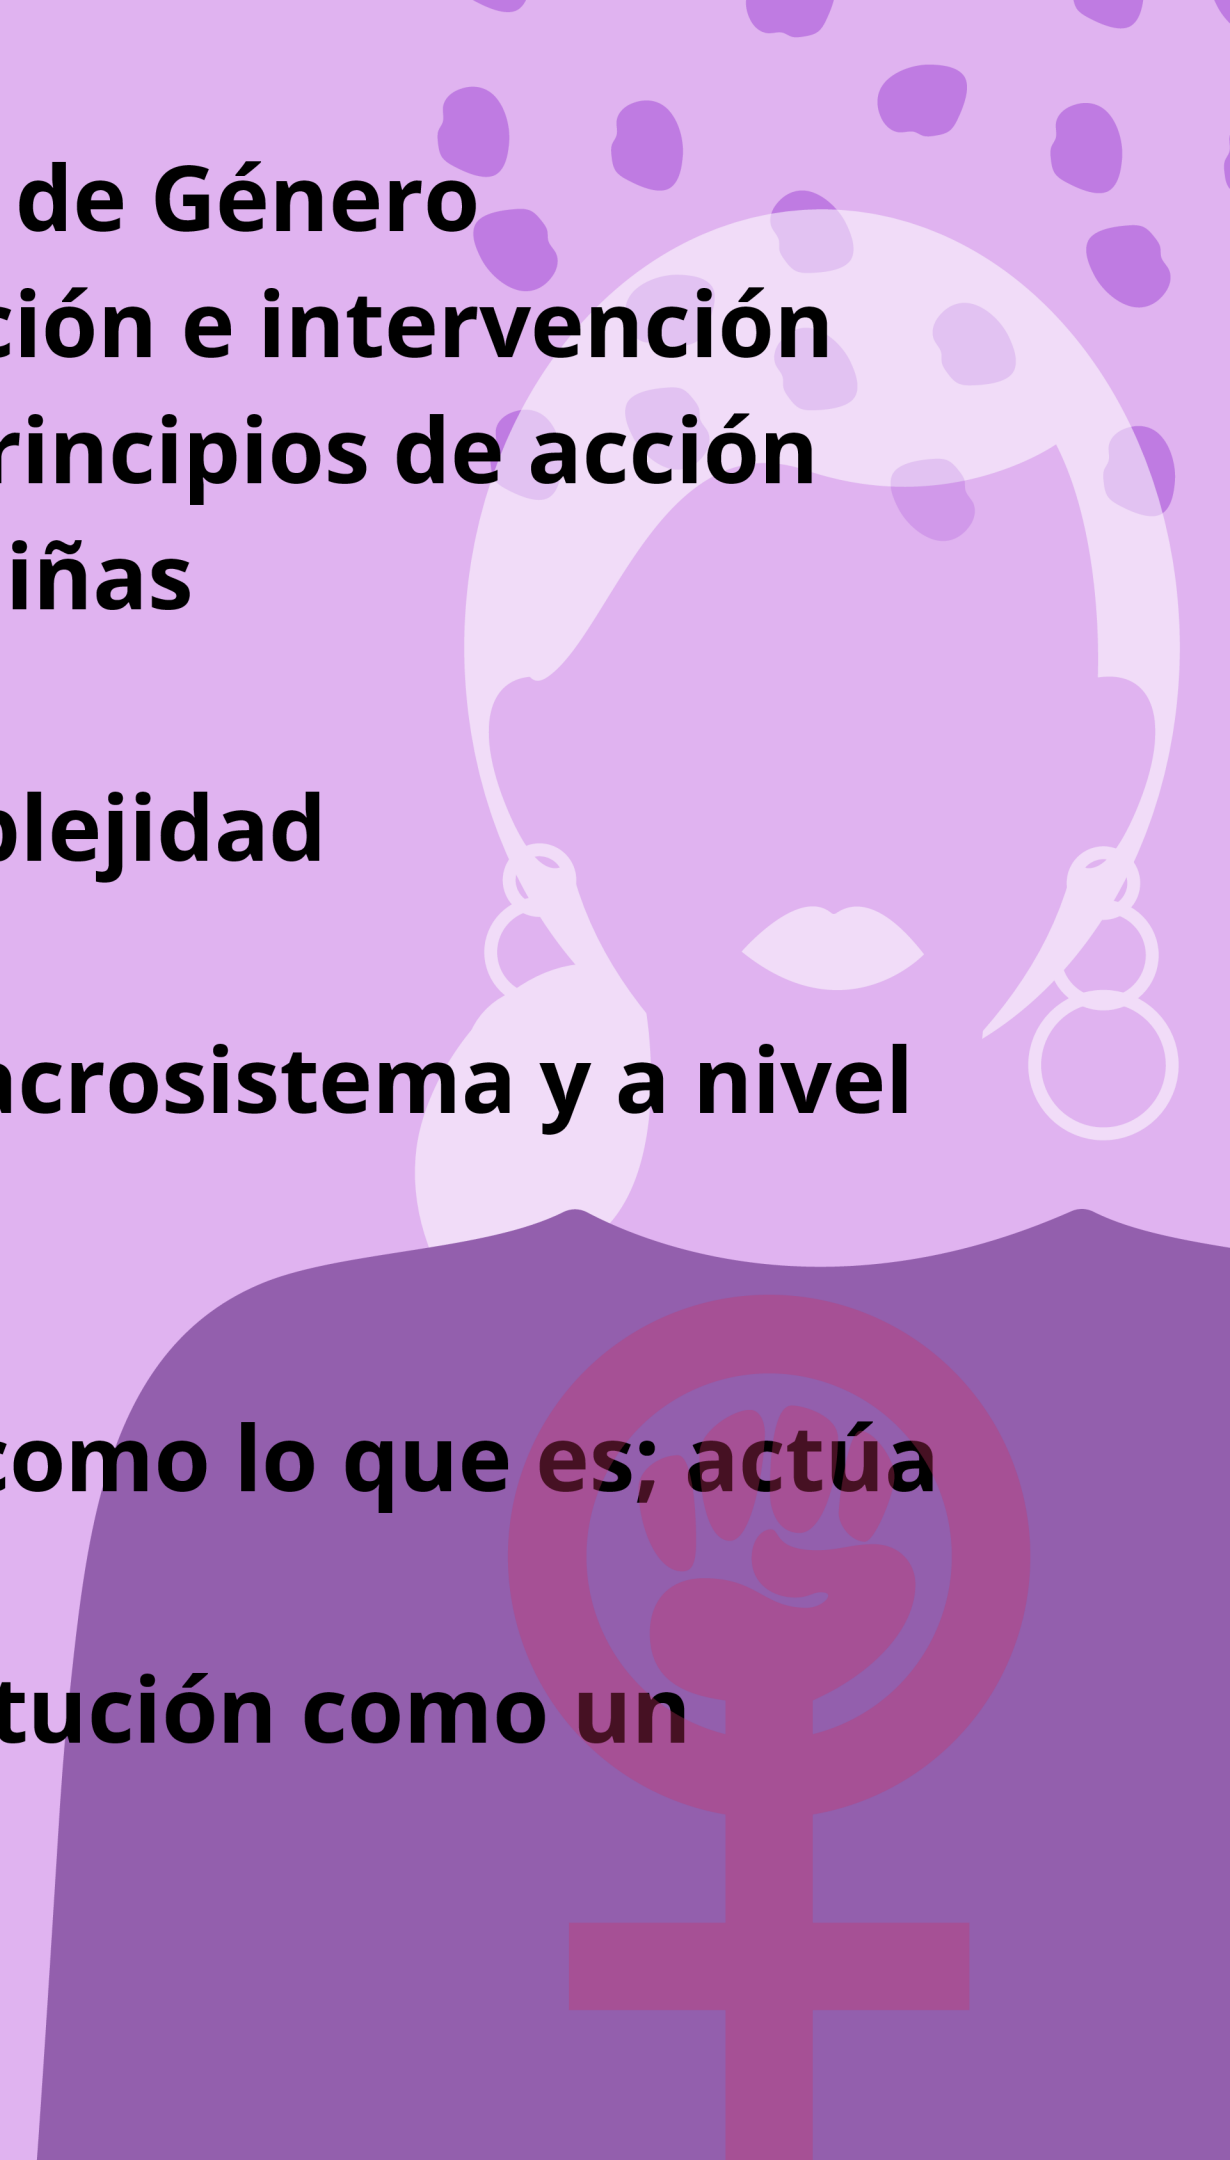 de Género
ción e intervención
rincipios de acción
iñas
plejidad
acrosistema y a nivel
como lo que es; actúa
tución como un